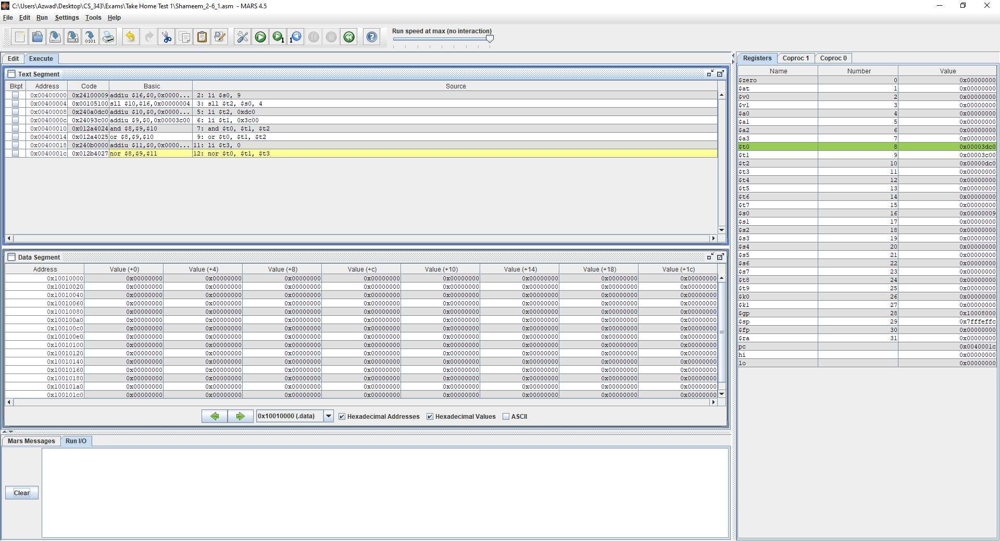 C:\Users\Azwad\Desktop\CS_343\Exams\Take Home Test 1\Shameem_2-6_1.asm - MARS 4.5
File Edit Run Settings Tools Help
Run speed at max (no interaction)
Edit Execute
Text Segment
Bkpt Address Code Basic Source
0x00400000 0x24100009 addiu $16,$0,0x0000... 2: li $s0, 9
0x00400004 0x00105100 sll $10,$16,0x00000004 3: sll $t2, $s0, 4
0x00400008 0x240a0dc0 addiu $10,$0,0x0000... 5: li $t2, 0xdc0
0x0040000c 0x24093c00 addiu $9,$0,0x00003c00 6: li $t1, 0x3c00
0x00400010 0x012a4024 and $8,$9,$10 7: and $t0, $t1, $t2
0x00400014 0x012a4025 or $8,$9,$10 9: or $t0, $t1, $t2
0x00400018 0x240b0000 addiu $11,$0,0x0000... 11: li $t3, 0
0x0040001c 0x012b4027 nor $8,$9,$11 12: nor $t0, $t1, $t3
Data Segment
Address Value (+0) Value (+4) Value (+8) Value (+c) Value (+10) Value (+14) Value (+18) Value (+1c)
0x10010000 0x00000000 0x00000000 0x00000000 0x00000000 0x00000000 0x00000000 0x00000000 0x00000000
0x10010020 0x00000000 0x00000000 0x00000000 0x00000000 0x00000000 0x00000000 0x00000000 0x00000000
0x10010040 0x00000000 0x00000000 0x00000000 0x00000000 0x00000000 0x00000000 0x00000000 0x00000000
0x10010060 0x00000000 0x00000000 0x00000000 0x00000000 0x00000000 0x00000000 0x00000000 0x00000000
0x10010080 0x00000000 0x00000000 0x00000000 0x00000000 0x00000000 0x00000000 0x00000000 0x00000000
0x100100a0 0x00000000 0x00000000 0x00000000 0x00000000 0x00000000 0x00000000 0x00000000 0x00000000
0x100100c0 0x00000000 0x00000000 0x00000000 0x00000000 0x00000000 0x00000000 0x00000000 0x00000000
0x100100e0 0x00000000 0x00000000 0x00000000 0x00000000 0x00000000 0x00000000 0x00000000 0x00000000
0x10010100 0x00000000 0x00000000 0x00000000 0x00000000 0x00000000 0x00000000 0x00000000 0x00000000
0x10010120 0x00000000 0x00000000 0x00000000 0x00000000 0x00000000 0x00000000 0x00000000 0x00000000
0x10010140 0x00000000 0x00000000 0x00000000 0x00000000 0x00000000 0x00000000 0x00000000 0x00000000
0x10010160 0x00000000 0x00000000 0x00000000 0x00000000 0x00000000 0x00000000 0x00000000 0x00000000
0x10010180 0x00000000 0x00000000 0x00000000 0x00000000 0x00000000 0x00000000 0x00000000 0x00000000
0x100101a0 0x00000000 0x00000000 0x00000000 0x00000000 0x00000000 0x00000000 0x00000000 0x00000000
0x100101c0 0x00000000 0x00000000 0x00000000 0x00000000 0x00000000 0x00000000 0x00000000 0x00000000
0x10010000 (.data) Hexadecimal Addresses Hexadecimal Values ASCII
Mars Messages Run I/O
Clear
Registers Coproc 1 Coproc 0
Name Number Value
$zero 0 0x00000000
$at 1 0x00000000
$v0 2 0x00000000
$v1 3 0x00000000
$a0 4 0x00000000
$a1 5 0x00000000
$a2 6 0x00000000
$a3 7 0x00000000
$t0 8 0x00003dc0
$t1 9 0x00003c00
$t2 10 0x00000dc0
$t3 11 0x00000000
$t4 12 0x00000000
$t5 13 0x00000000
$t6 14 0x00000000
$t7 15 0x00000000
$s0 16 0x00000009
$s1 17 0x00000000
$s2 18 0x00000000
$s3 19 0x00000000
$s4 20 0x00000000
$s5 21 0x00000000
$s6 22 0x00000000
$s7 23 0x00000000
$t8 24 0x00000000
$t9 25 0x00000000
$k0 26 0x00000000
$k1 27 0x00000000
$gp 28 0x10008000
$sp 29 0x7fffeffc
$fp 30 0x00000000
$ra 31 0x00000000
pc 0x0040001c
hi 0x00000000
lo 0x00000000